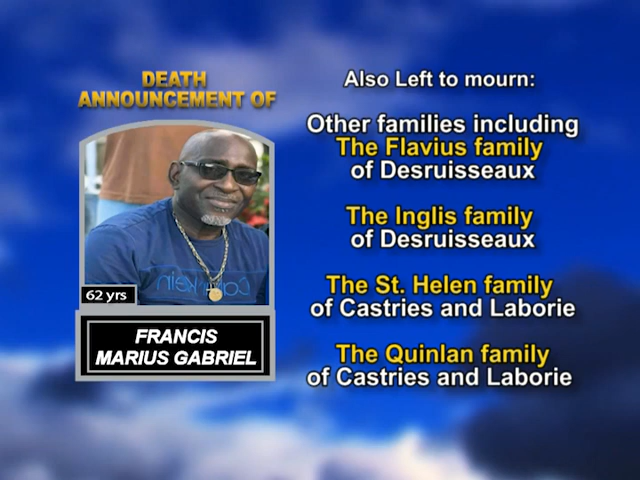 DEATH
ANNOUNCEMENT OF
62 yrs
FRANCIS
MARIUS GABRIEL
Also Left to mourn:
Other families including
The Flavius family
of Desruisseaux
The Inglis family
of Desruisseaux
The St. Helen family
of Castries and Laborie
The Quinlan family
of Castries and Laborie